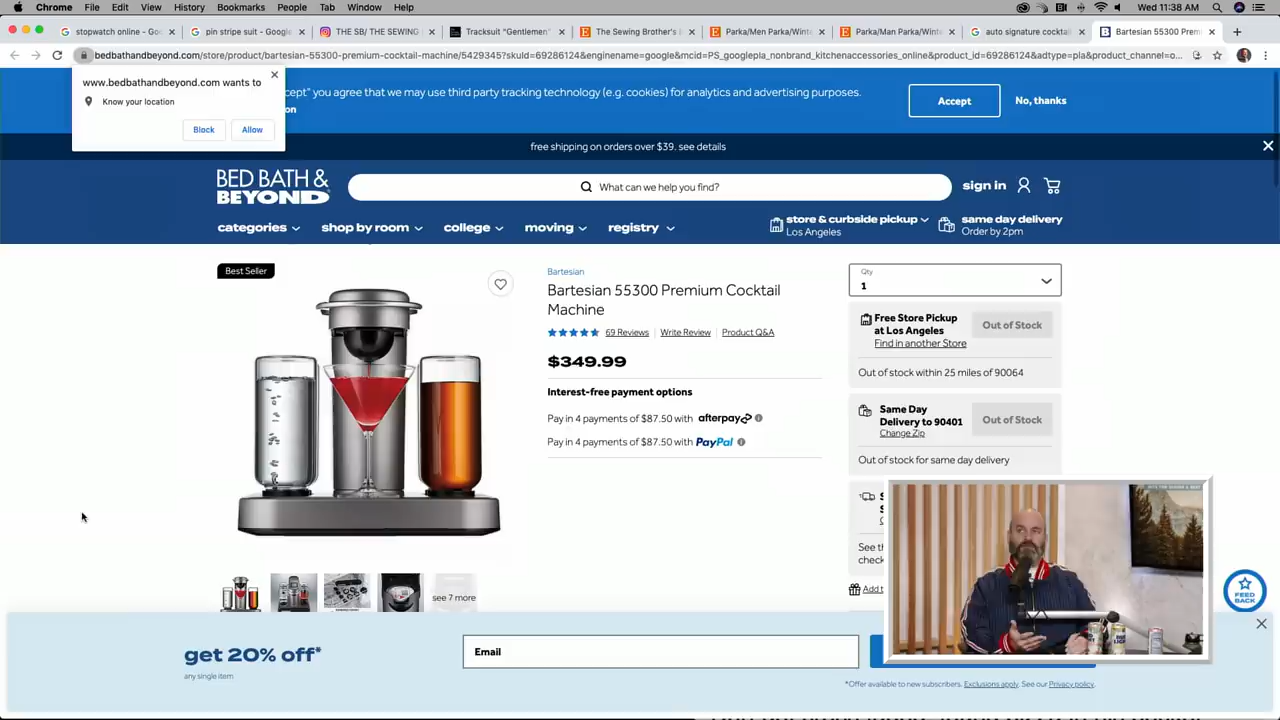 Chrome File Edit View History Bookmarks People Tab Window Help Wed 11:38 AM
stopwatch online - Goo pin stripe suit - Google THE SB/ THE SEWING Tracksuit "Gentlemen" The Sewing Brother's Parka/Men Parka/Winte Parka/Man Parka/Winte auto signature cocktai Bartesian 55300 Prem
bedbathandbeyond.com/store/product/bartesian-55300-premium-cocktail-machine/5429345?skuId=69286124&enginename=google&mcid=PS_googlepla_nonbrand_kitchenaccessories_online&product_id=69286124&adtype=pla&product_channel=o...
www.bedbathandbeyond.com wants to
Know your location
Block Allow
cept" you agree that we may use third party tracking technology (e.g. cookies) for analytics and advertising purposes.
on
Accept No, thanks
free shipping on orders over $39. see details
BED BATH &
BEYOND
What can we help you find?
sign in
categories shop by room college moving registry
store & curbside pickup
Los Angeles
same day delivery
Order by 2pm
Best Seller
Bartesian
Bartesian 55300 Premium Cocktail
Machine
69 Reviews Write Review Product Q&A
$349.99
Interest-free payment options
Pay in 4 payments of $87.50 with afterpay
Pay in 4 payments of $87.50 with PayPal
Qty
1
Free Store Pickup
at Los Angeles
Find in another Store
Out of Stock
Out of stock within 25 miles of 90064
Same Day
Delivery to 90401
Change Zip
Out of Stock
Out of stock for same day delivery
S
See th
check
Add t
see 7 more
FEED
BACK
get 20% off*
any single item
Email
*Offer available to new subscribers. Exclusions apply. See our Privacy policy.